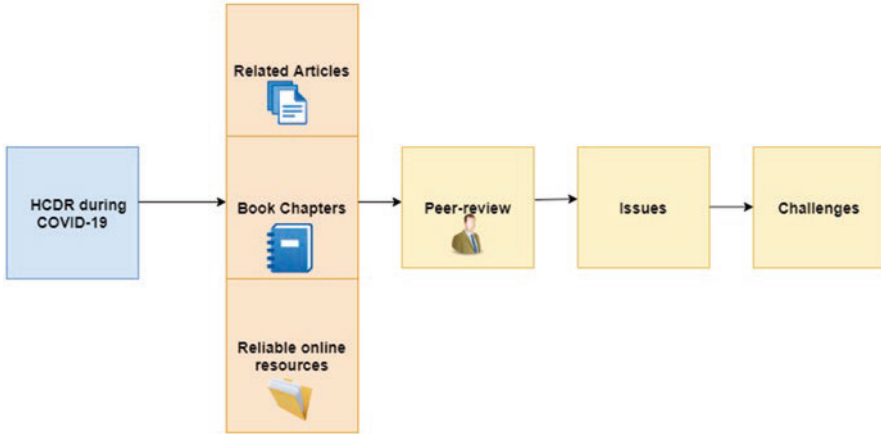 Related Articles
HCDR during
COVID-19
Book Chapters
Peer-review
Issues
Challenges
Reliable online
resources